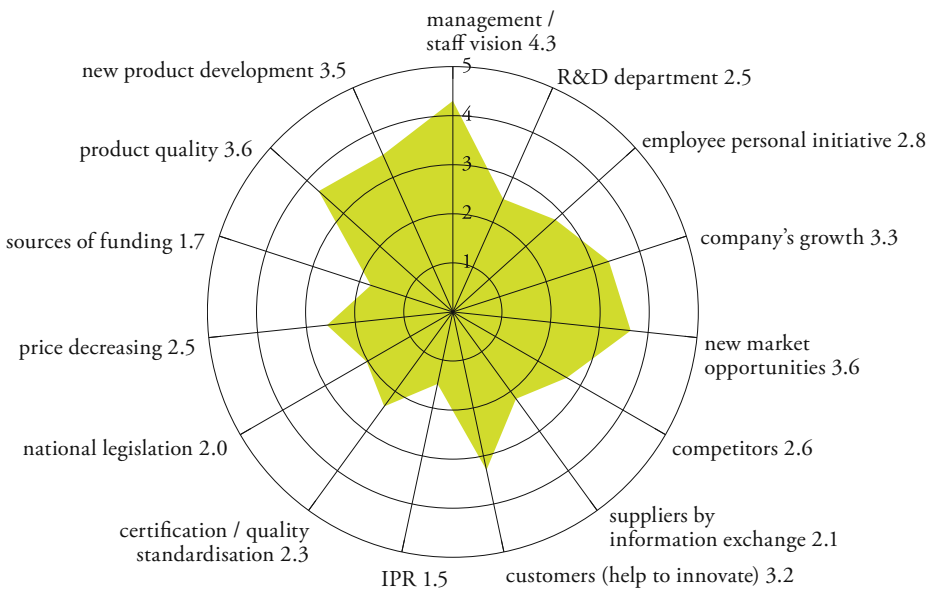 management /
staff vision 4.3
R&D department 2.5
employee personal initiative 2.8
company’s growth 3.3
new market
opportunities 3.6
competitors 2.6
suppliers by
information exchange 2.1
customers (help to innovate) 3.2
IPR 1.5
certification / quality
standardisation 2.3
national legislation 2.0
price decreasing 2.5
sources of funding 1.7
product quality 3.6
new product development 3.5
5
4
3
2
1